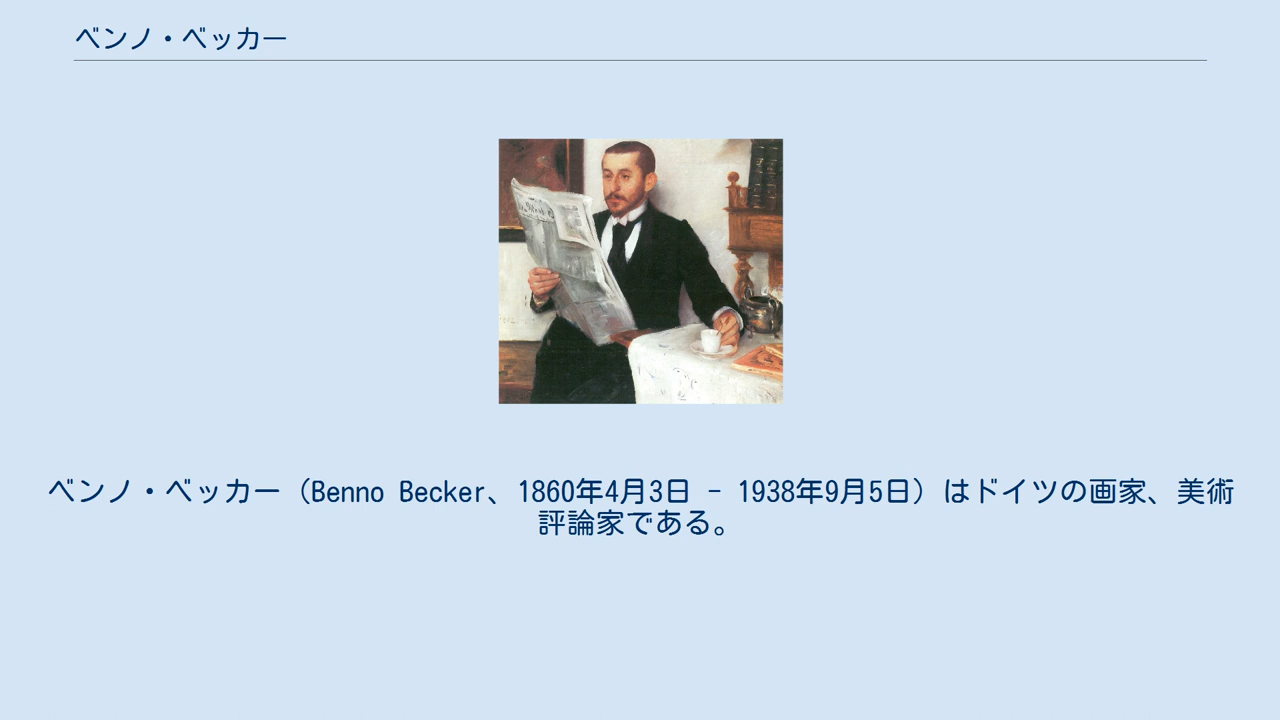 ベンノ・ベッカー
ベンノ・ベッカー（Benno Becker、1860年4月3日 - 1938年9月5日）はドイツの画家、美術
評論家である。